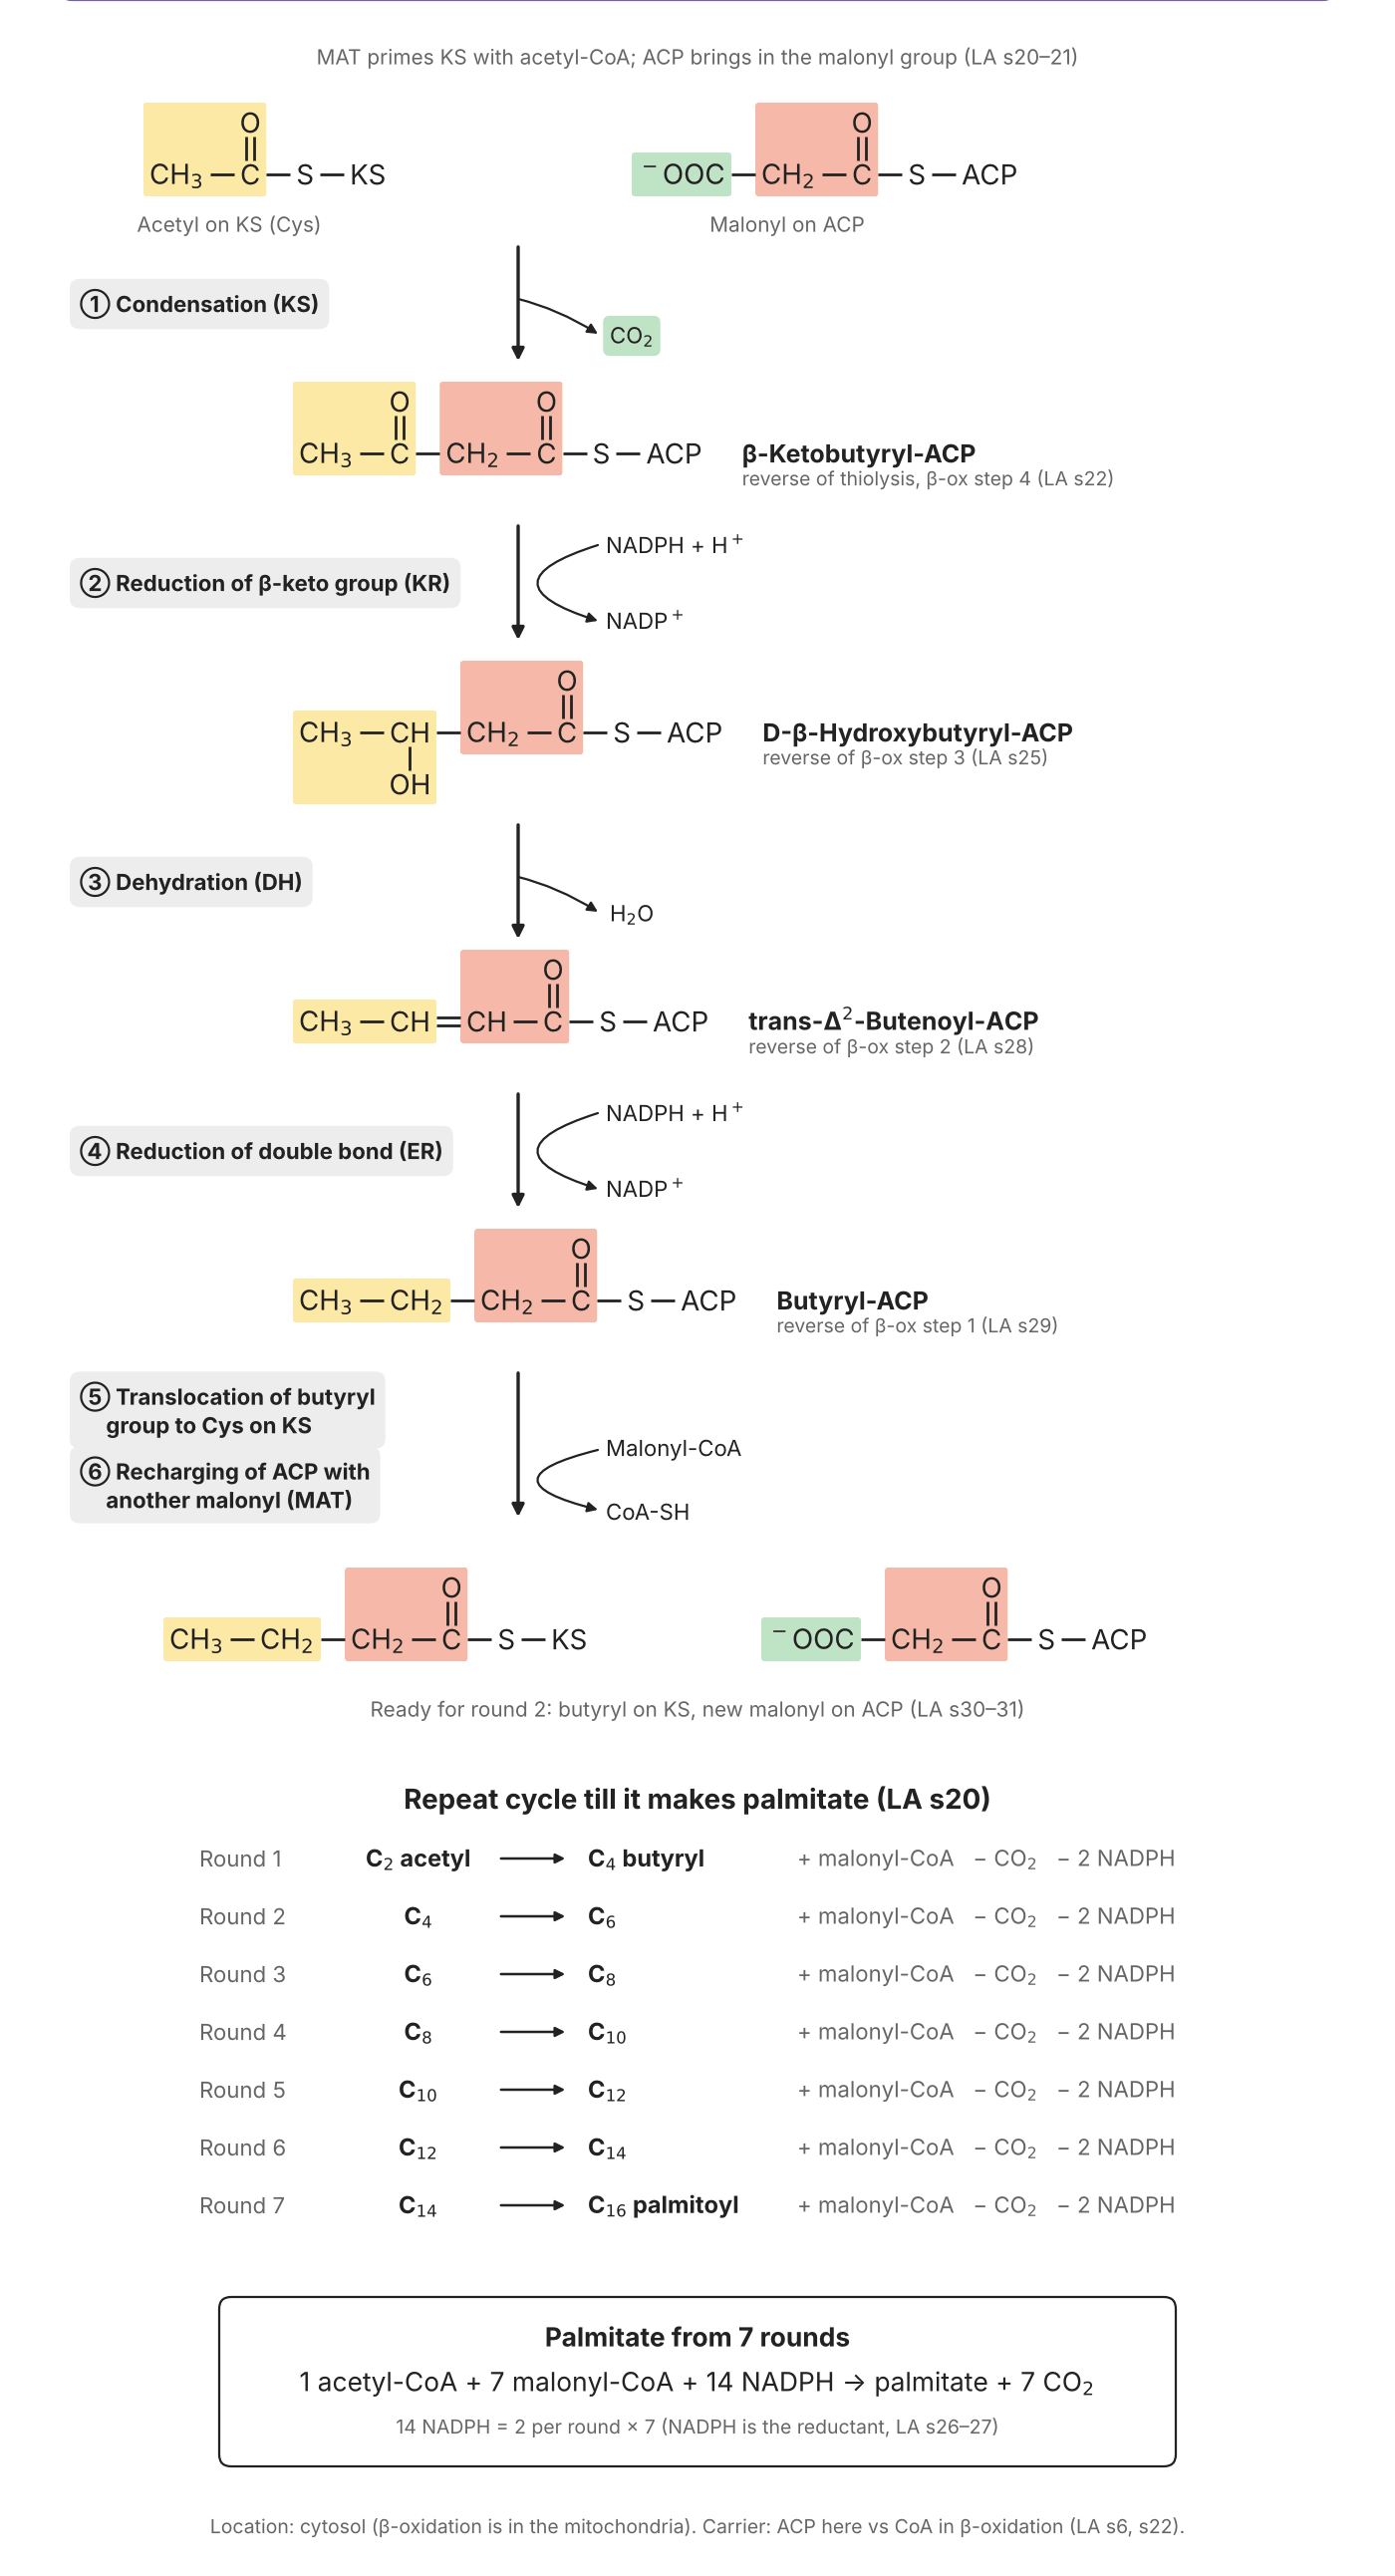 MAT primes KS with acetyl-CoA; ACP brings in the malonyl group (LA s20–21)
O
O
CH₃ — C — S — KS
⁻OOC — CH₂ — C — S — ACP
Acetyl on KS (Cys)
Malonyl on ACP
① Condensation (KS)
CO₂
O
O
CH₃ — C — CH₂ — C — S — ACP
β-Ketobutyryl-ACP
reverse of thiolysis, β-ox step 4 (LA s22)
NADPH + H⁺
② Reduction of β-keto group (KR)
NADP⁺
O
CH₃ — CH — CH₂ — C — S — ACP
OH
D-β-Hydroxybutyryl-ACP
reverse of β-ox step 3 (LA s25)
③ Dehydration (DH)
H₂O
O
CH₃ — CH = CH — C — S — ACP
trans-Δ²-Butenoyl-ACP
reverse of β-ox step 2 (LA s28)
NADPH + H⁺
④ Reduction of double bond (ER)
NADP⁺
O
CH₃ — CH₂ — CH₂ — C — S — ACP
Butyryl-ACP
reverse of β-ox step 1 (LA s29)
⑤ Translocation of butyryl
group to Cys on KS
Malonyl-CoA
⑥ Recharging of ACP with
another malonyl (MAT)
CoA-SH
O
O
CH₃ — CH₂ — CH₂ — C — S — KS
⁻OOC — CH₂ — C — S — ACP
Ready for round 2: butyryl on KS, new malonyl on ACP (LA s30–31)
Repeat cycle till it makes palmitate (LA s20)
Round 1 C₂ acetyl → C₄ butyryl + malonyl-CoA − CO₂ − 2 NADPH
Round 2 C₄ → C₆ + malonyl-CoA − CO₂ − 2 NADPH
Round 3 C₆ → C₈ + malonyl-CoA − CO₂ − 2 NADPH
Round 4 C₈ → C₁₀ + malonyl-CoA − CO₂ − 2 NADPH
Round 5 C₁₀ → C₁₂ + malonyl-CoA − CO₂ − 2 NADPH
Round 6 C₁₂ → C₁₄ + malonyl-CoA − CO₂ − 2 NADPH
Round 7 C₁₄ → C₁₆ palmitoyl + malonyl-CoA − CO₂ − 2 NADPH
Palmitate from 7 rounds
1 acetyl-CoA + 7 malonyl-CoA + 14 NADPH → palmitate + 7 CO₂
14 NADPH = 2 per round × 7 (NADPH is the reductant, LA s26–27)
Location: cytosol (β-oxidation is in the mitochondria). Carrier: ACP here vs CoA in β-oxidation (LA s6, s22).